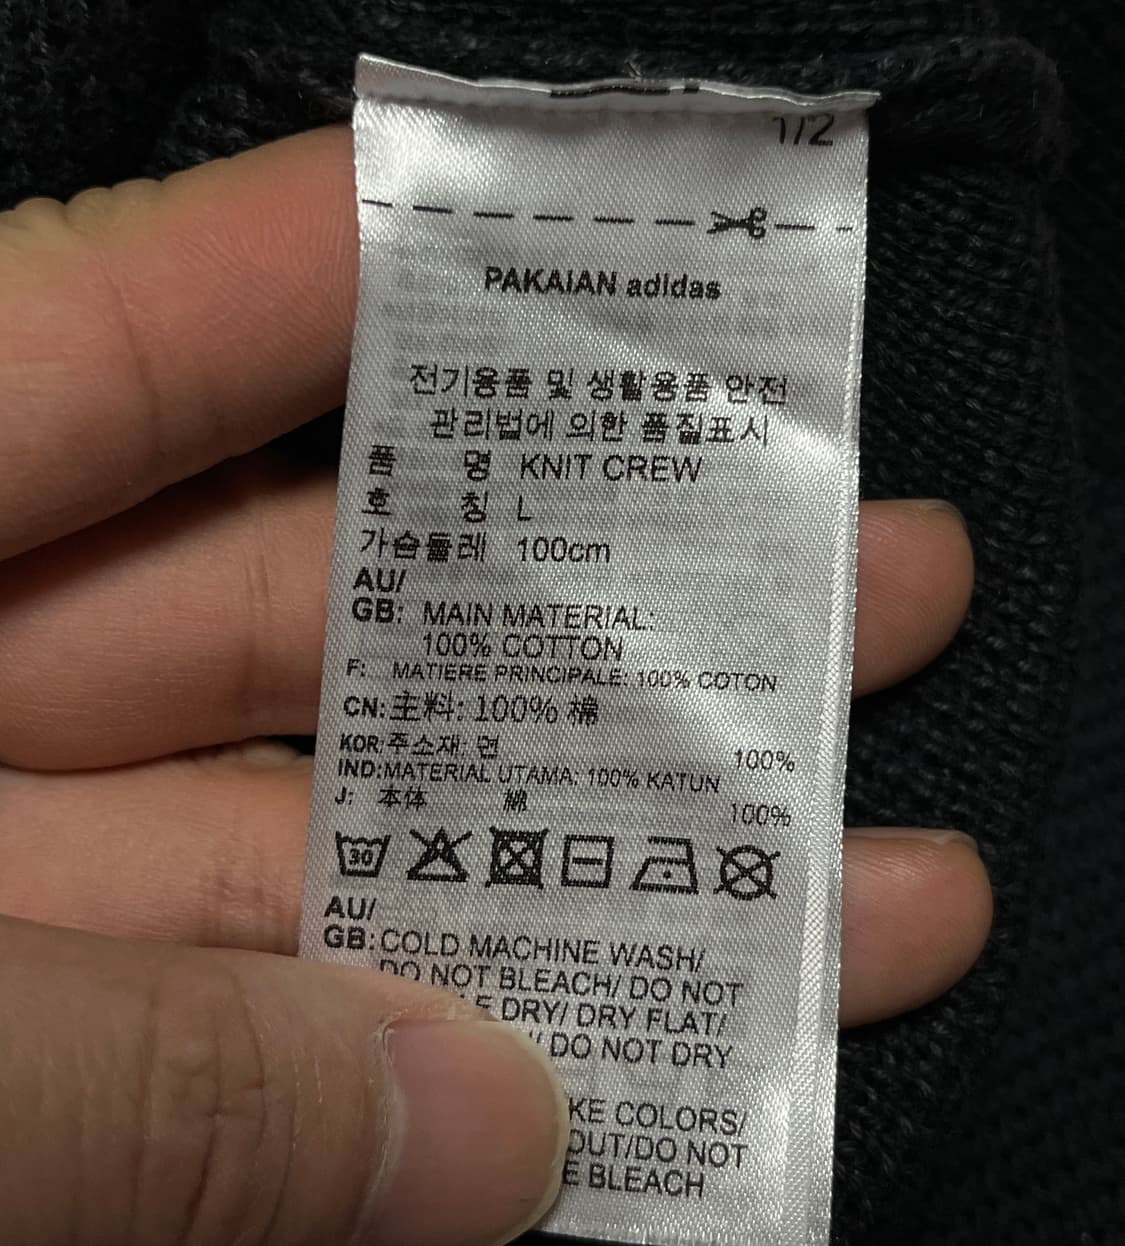 1/2
PAKAIAN adidas
전기용품 및 생활용품 안전
관리법에 의한 품질표시
품 명 KNIT CREW
호 칭 L
가슴둘레 100cm
AU/
GB: MAIN MATERIAL:
100% COTTON
F: MATIERE PRINCIPALE: 100% COTON
CN: 主料: 100% 棉
KOR: 주소재: 면 100%
IND: MATERIAL UTAMA: 100% KATUN
J: 本体 綿 100%
30
AU/
GB: COLD MACHINE WASH/
DO NOT BLEACH/ DO NOT
DRY/ DRY FLAT/
/ DO NOT DRY
COLORS/
OUT/DO NOT
BLEACH